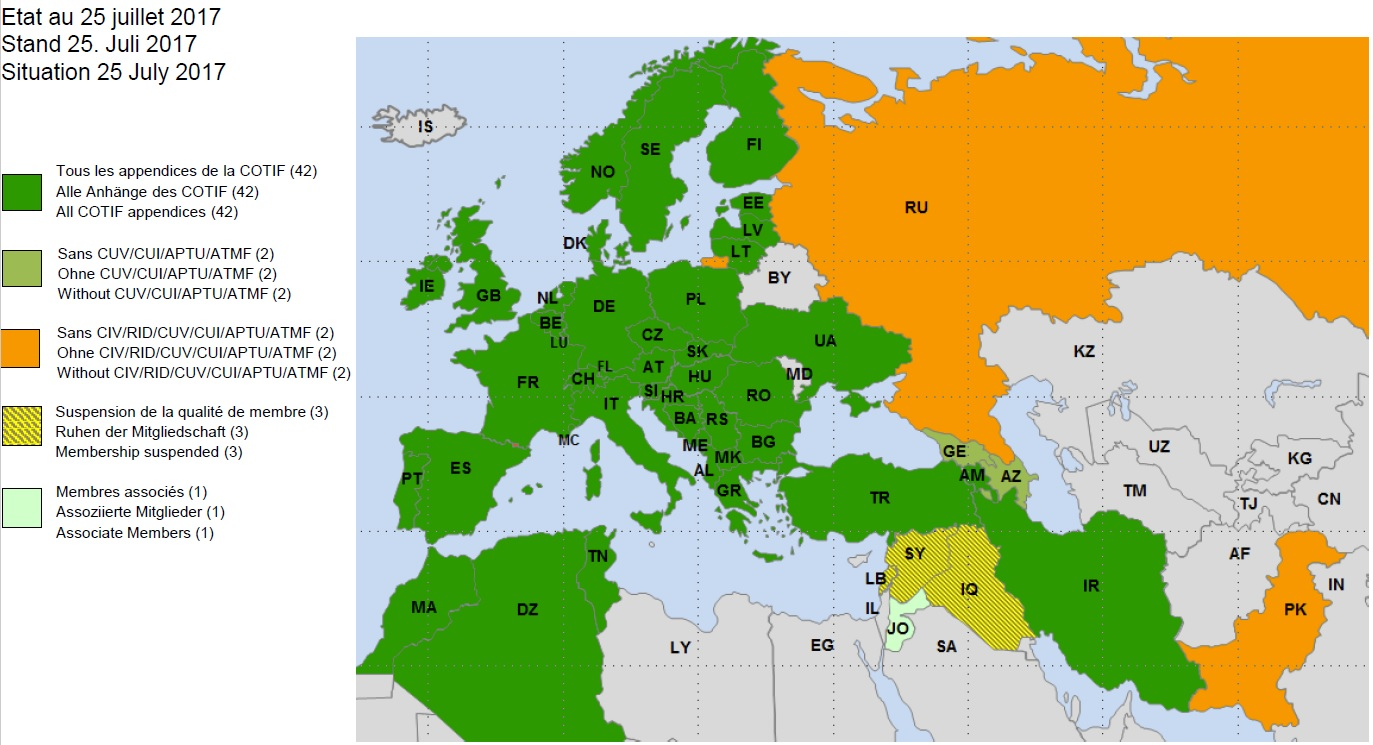 Etat au 25 juillet 2017
Stand 25. Juli 2017
Situation 25 July 2017
Tous les appendices de la COTIF (42)
Alle Anhänge des COTIF (42)
All COTIF appendices (42)
Sans CUV/CUI/APTU/ATMF (2)
Ohne CUV/CUI/APTU/ATMF (2)
Without CUV/CUI/APTU/ATMF (2)
Sans CIV/RID/CUV/CUI/APTU/ATMF (2)
Ohne CIV/RID/CUV/CUI/APTU/ATMF (2)
Without CIV/RID/CUV/CUI/APTU/ATMF (2)
Suspension de la qualité de membre (3)
Ruhen der Mitgliedschaft (3)
Membership suspended (3)
Membres associés (1)
Assoziierte Mitglieder (1)
Associate Members (1)
IS
SE
FI
NO
EE
RU
LV
DK
LT
BY
IE
GB
NL
DE
PL
BE
LU
CZ
UA
SK
KZ
FR
CH
FL
AT
HU
MD
SI
HR
RO
IT
BA
RS
MC
ME
BG
GE
UZ
KG
MK
AL
PT
ES
GR
TR
AM
AZ
TM
TJ
CN
TN
SY
AF
LB
IQ
IR
IN
MA
DZ
IL
JO
PK
LY
EG
SA